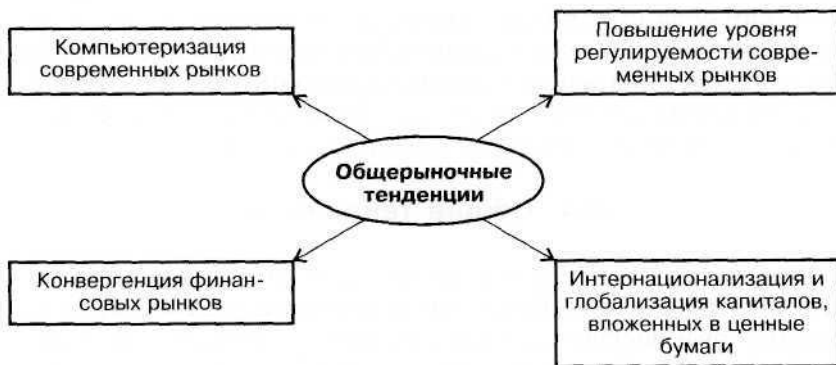 Компьютеризация
современных рынков
Повышение уровня
регулируемости совре-
менных рынков
Общерыночные
тенденции
Конвергенция финан-
совых рынков
Интернационализация и
глобализация капиталов,
вложенных в ценные
бумаги